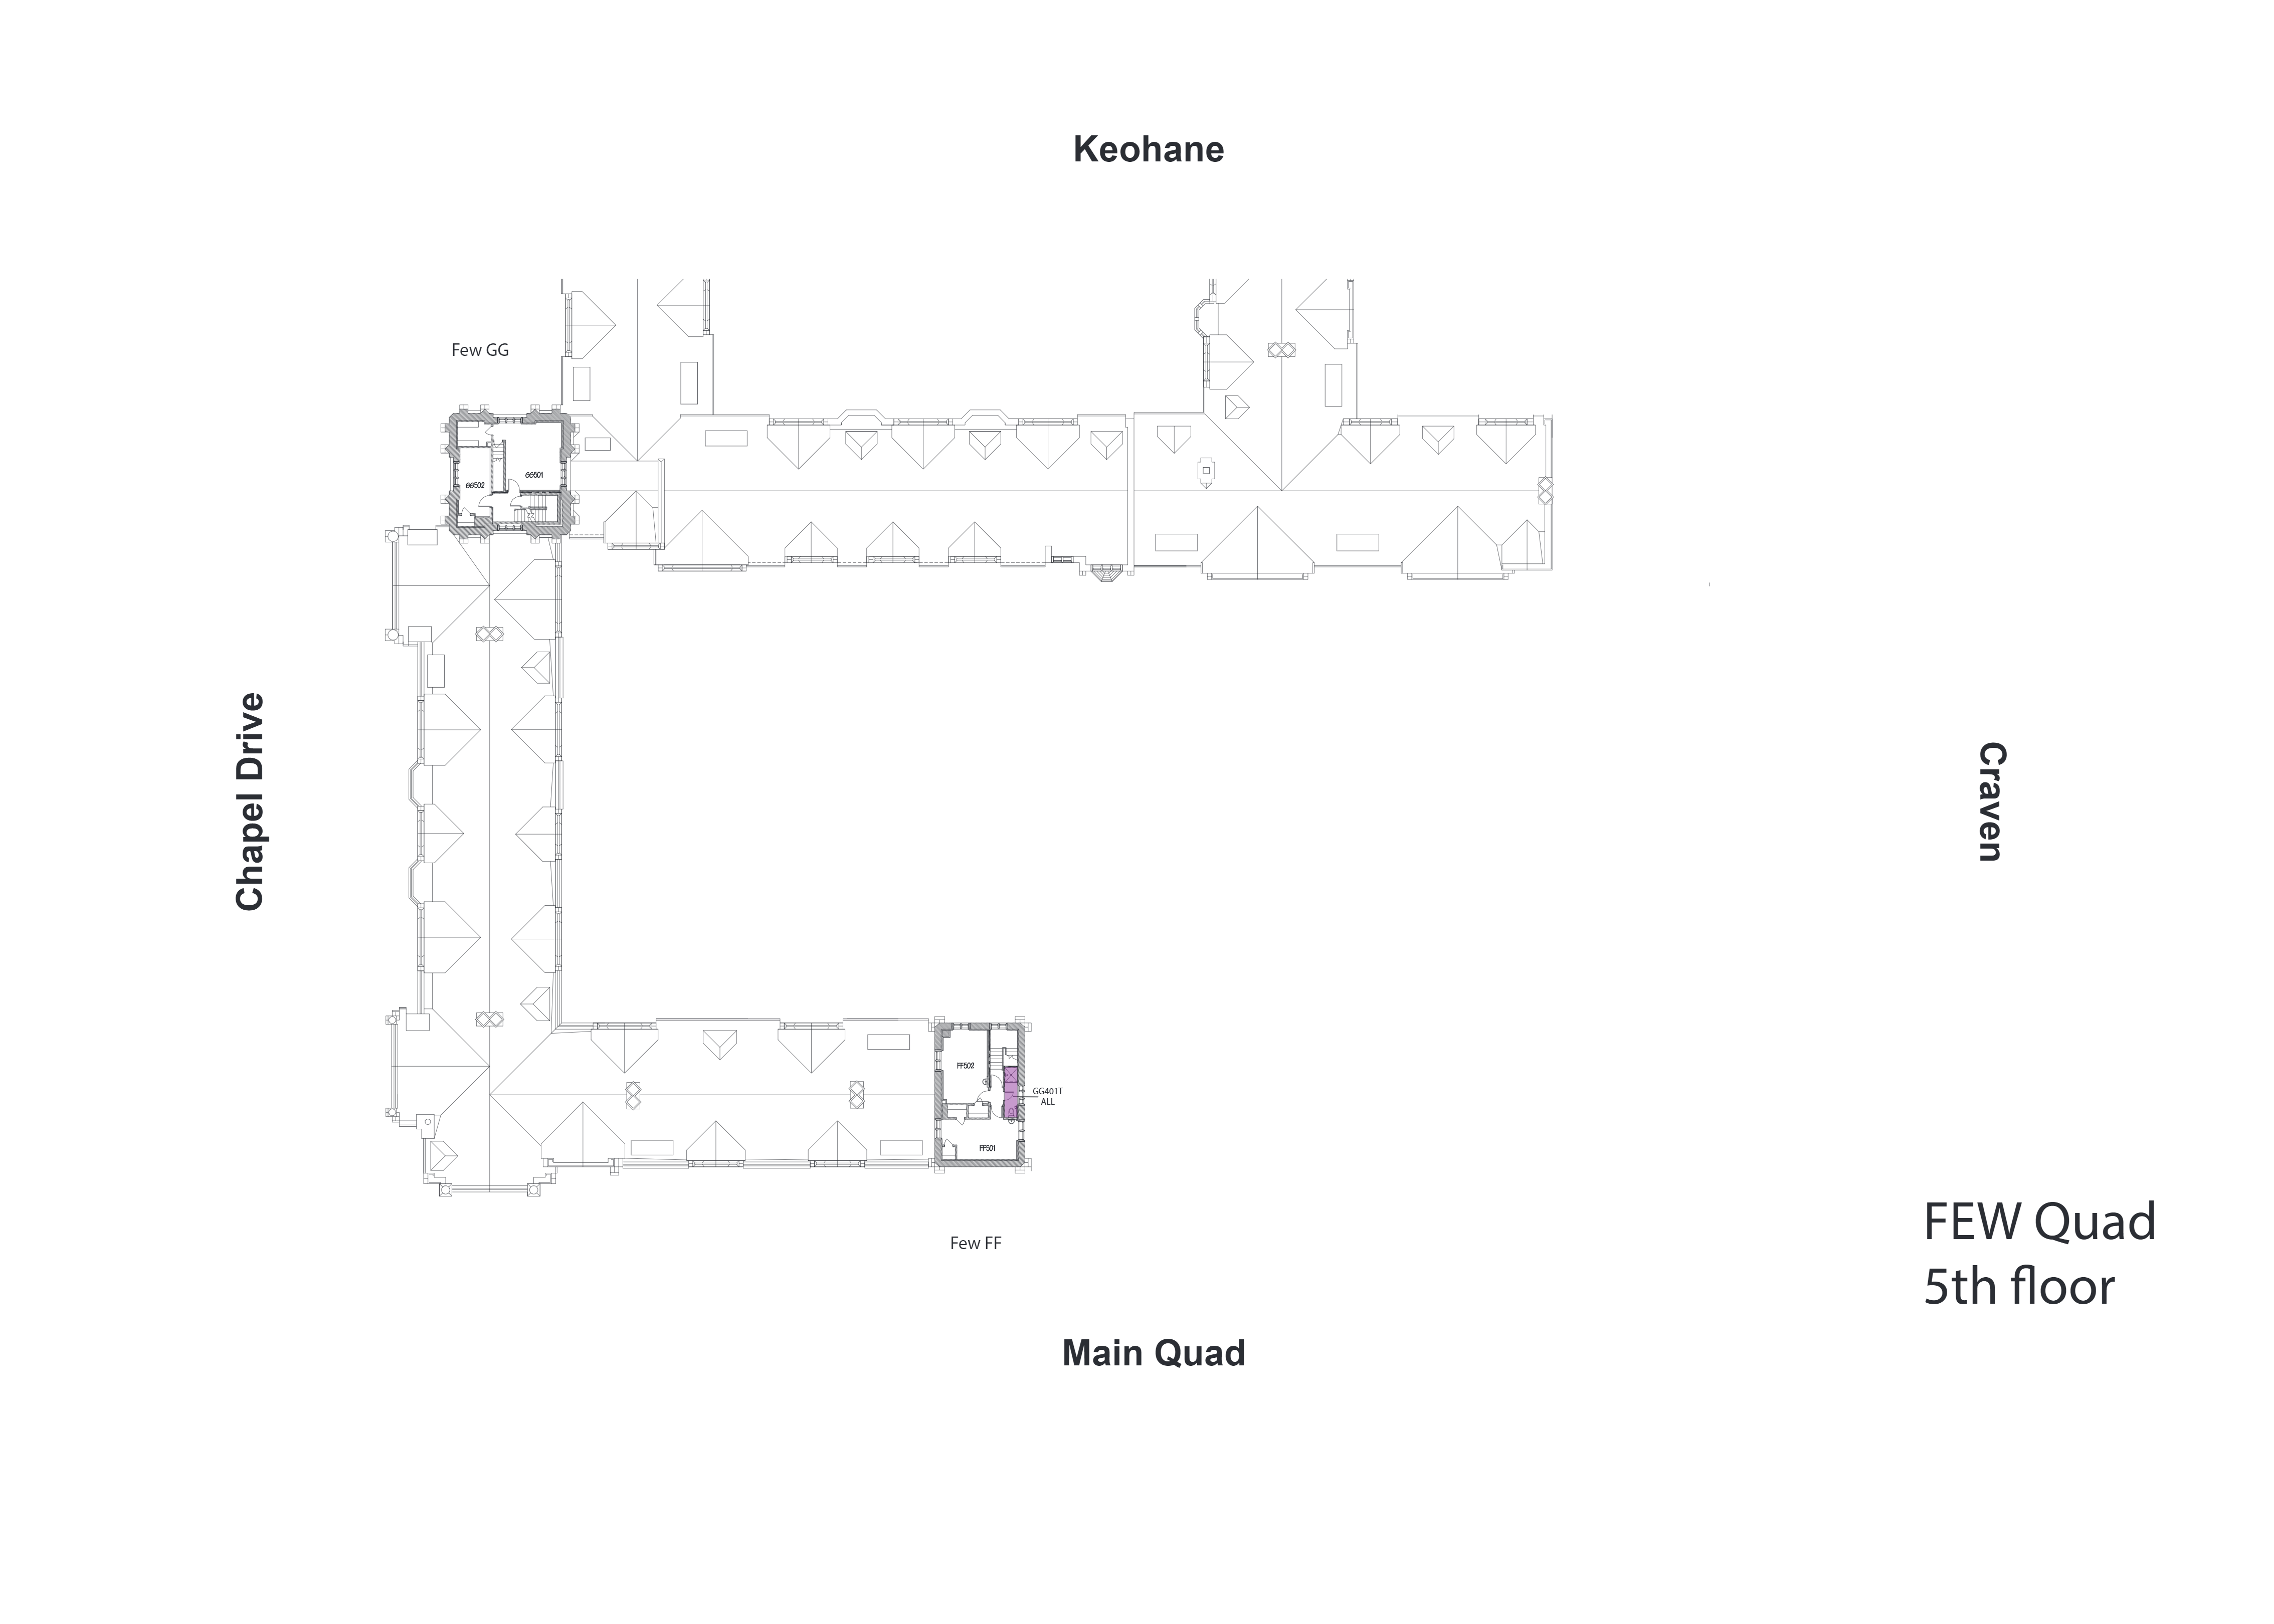 Keohane
Few GG
GG501
GG502
Chapel Drive
Craven
FF502
GG401T
ALL
FF501
Few FF
FEW Quad
5th floor
Main Quad